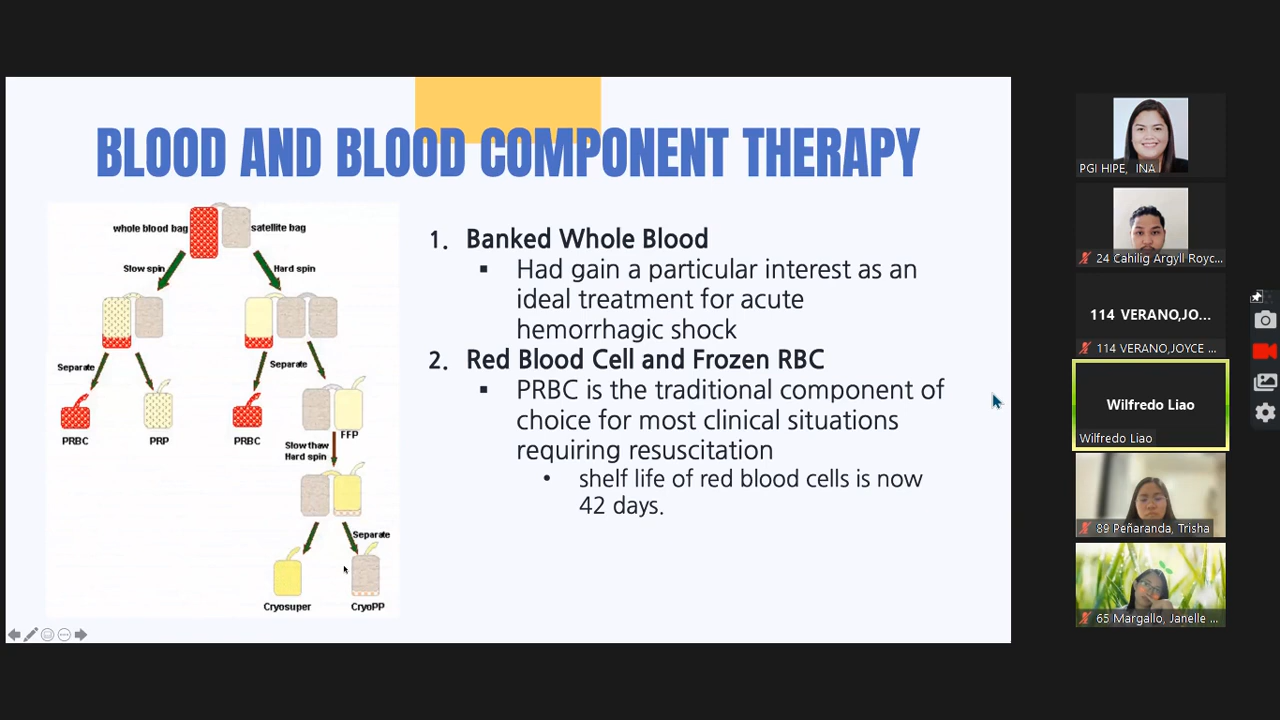 BLOOD AND BLOOD COMPONENT THERAPY
whole blood bag
satellite bag
Slow spin
Hard spin
Separate
Separate
PRBC
PRP
PRBC
FFP
Slow thaw
Hard spin
Separate
Cryosuper
CryoPP
1. Banked Whole Blood
▪ Had gain a particular interest as an
ideal treatment for acute
hemorrhagic shock
2. Red Blood Cell and Frozen RBC
▪ PRBC is the traditional component of
choice for most clinical situations
requiring resuscitation
• shelf life of red blood cells is now
42 days.
PGI HIPE, INA
24 Cahilig Argyll Royc...
114 VERANO,JO...
114 VERANO,JOYCE ...
Wilfredo Liao
Wilfredo Liao
89 Peñaranda, Trisha
65 Margallo, Janelle ...